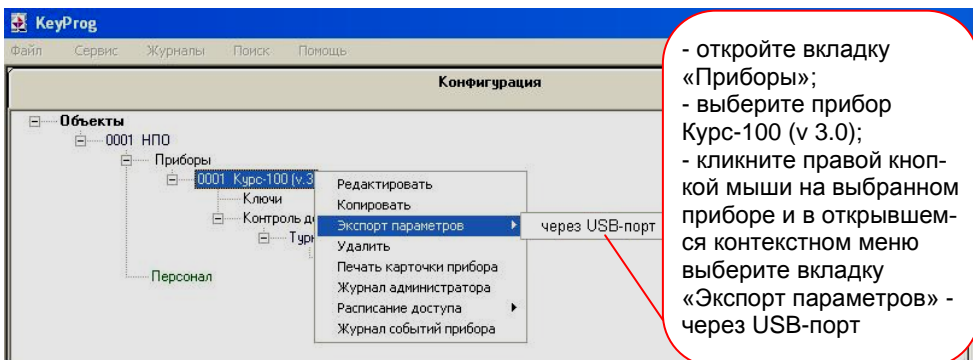 KeyProg
Файл Сервис Журналы Поиск Помощь
Конфигурация
Объекты
0001 НПО
Приборы
0001 Курс-100 (v.3
Ключи
Контроль д
Тур
Персонал
Редактировать
Копировать
Экспорт параметров
через USB-порт
Удалить
Печать карточки прибора
Журнал администратора
Расписание доступа
Журнал событий прибора
- откройте вкладку
«Приборы»;
- выберите прибор
Курс-100 (v 3.0);
- кликните правой кноп-
кой мыши на выбранном
приборе и в открывшем-
ся контекстном меню
выберите вкладку
«Экспорт параметров» -
через USB-порт